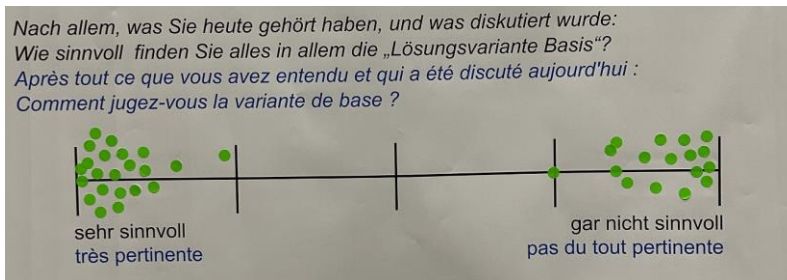 Nach allem, was Sie heute gehört haben, und was diskutiert wurde:
Wie sinnvoll finden Sie alles in allem die „Lösungsvariante Basis“?
Après tout ce que vous avez entendu et qui a été discuté aujourd'hui :
Comment jugez-vous la variante de base ?
sehr sinnvoll
très pertinente
gar nicht sinnvoll
pas du tout pertinente